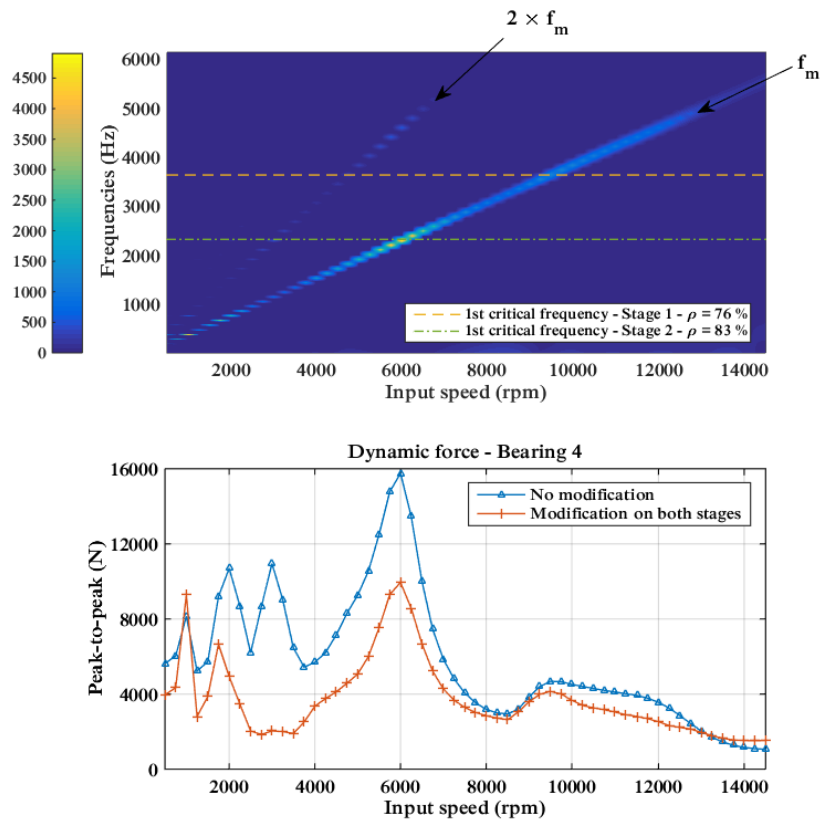 2 × f_m
f_m
4500
4000
3500
3000
2500
2000
1500
1000
500
0
Frequencies (Hz)
6000
5000
4000
3000
2000
1000
1st critical frequency - Stage 1 - ρ = 76 %
1st critical frequency - Stage 2 - ρ = 83 %
2000 4000 6000 8000 10000 12000 14000
Input speed (rpm)
Dynamic force - Bearing 4
Peak-to-peak (N)
16000
12000
8000
4000
0
No modification
Modification on both stages
2000 4000 6000 8000 10000 12000 14000
Input speed (rpm)